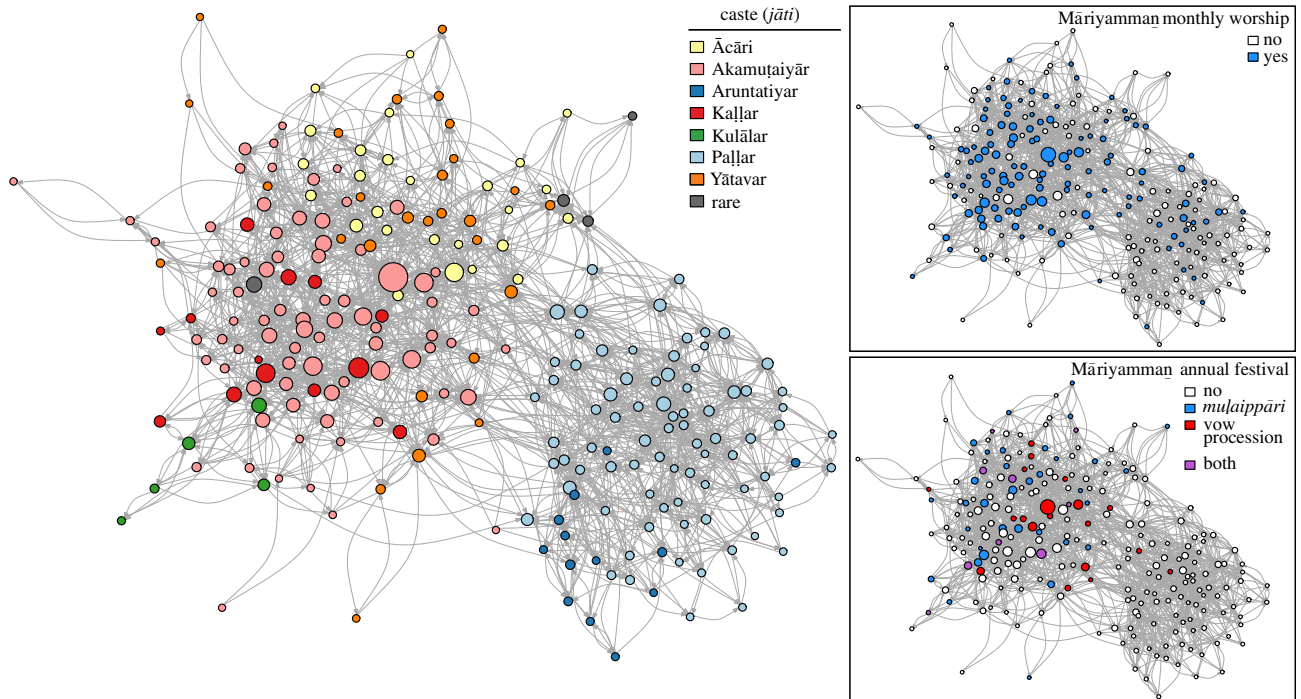 caste (jāti)
Ācāri
Akamuṭaiyār
Aruntatiyar
Kaḷḷar
Kulālar
Paḷḷar
Yātavar
rare
Māriyammaṉ monthly worship
no
yes
Māriyammaṉ annual festival
no
muḷaippāri
vow
procession
both